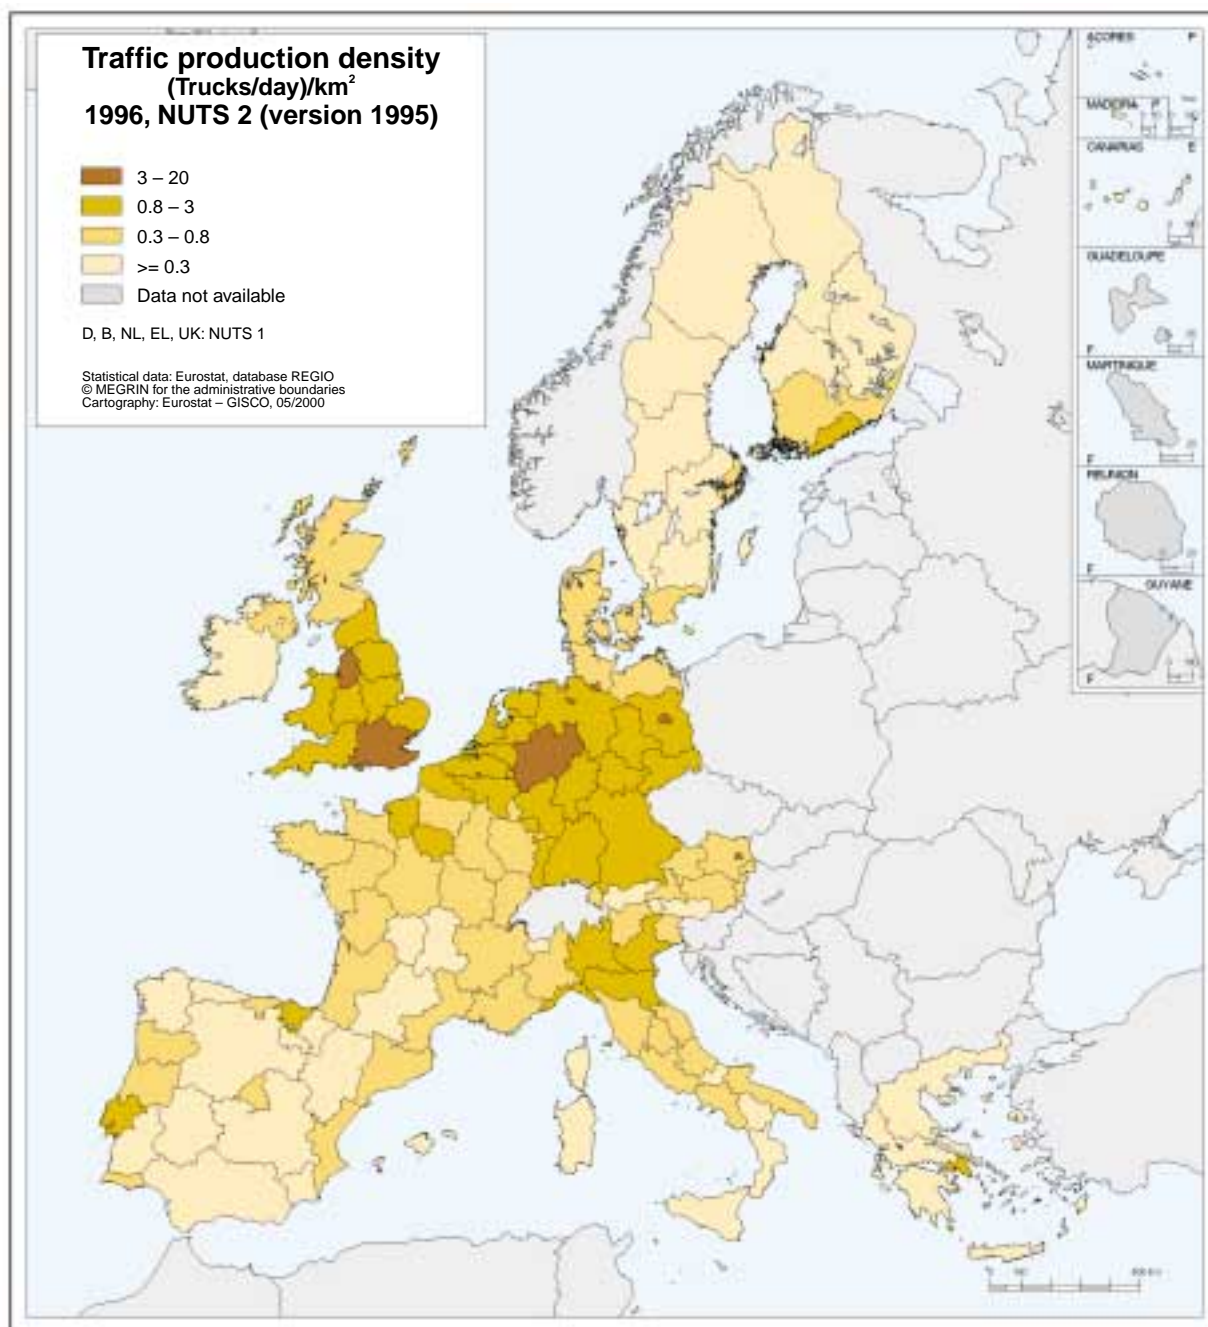 Traffic production density
(Trucks/day)/km²
1996, NUTS 2 (version 1995)
3 – 20
0.8 – 3
0.3 – 0.8
>= 0.3
Data not available
D, B, NL, EL, UK: NUTS 1
Statistical data: Eurostat, database REGIO
© MEGRIN for the administrative boundaries
Cartography: Eurostat – GISCO, 05/2000
ACORES P
MADEIRA P
CANARIAS E
GUADELOUPE
F
MARTINIQUE
F
REUNION
F
GUYANE
F